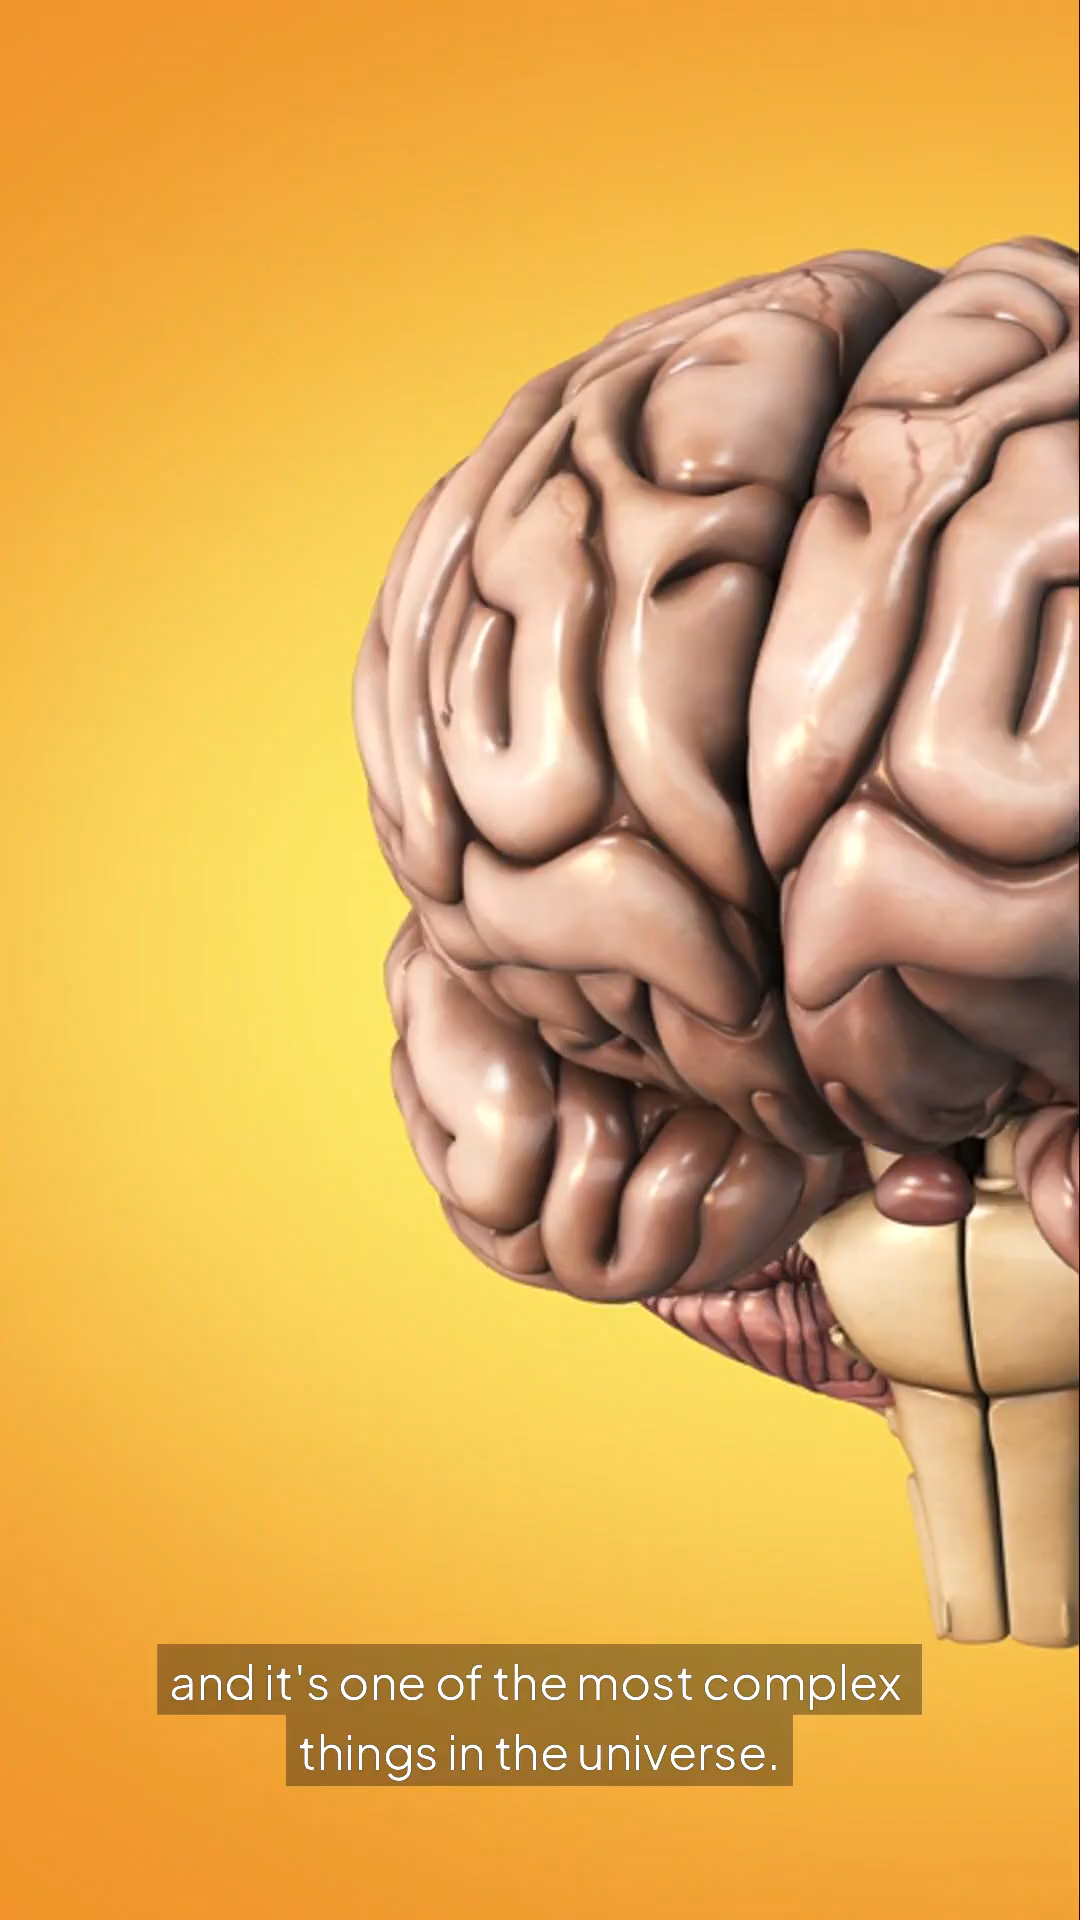 and it's one of the most complex
things in the universe.